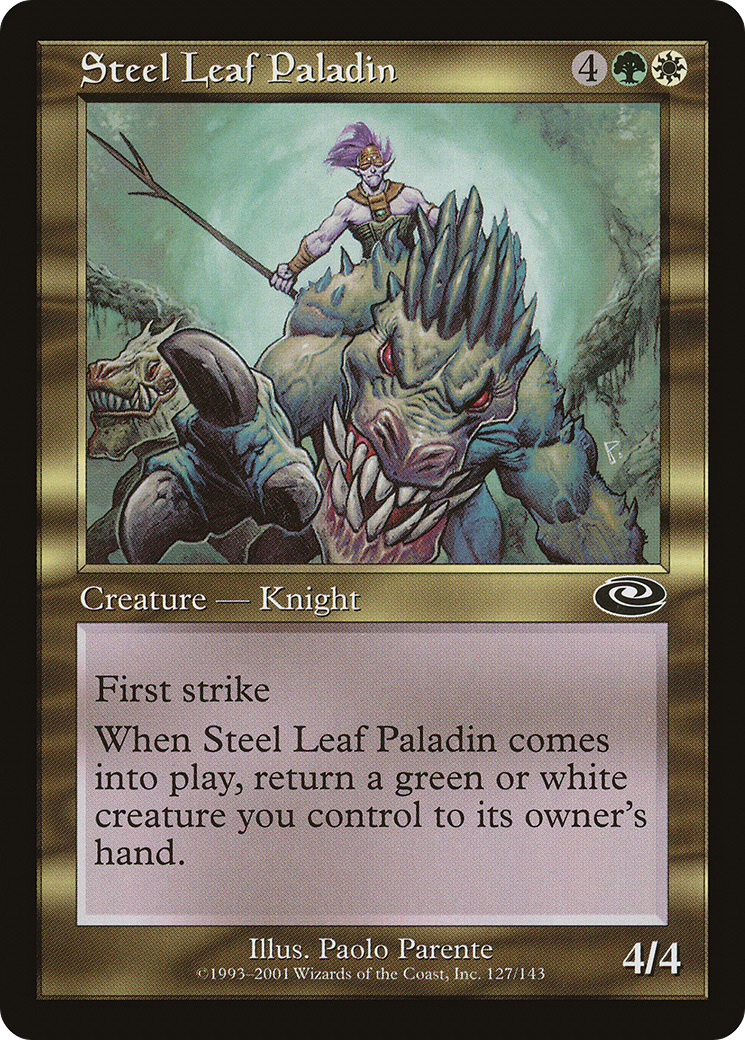 Steel Leaf Paladin 4
Creature — Knight
First strike
When Steel Leaf Paladin comes
into play, return a green or white
creature you control to its owner's
hand.
Illus. Paolo Parente
4/4
©1993–2001 Wizards of the Coast, Inc. 127/143